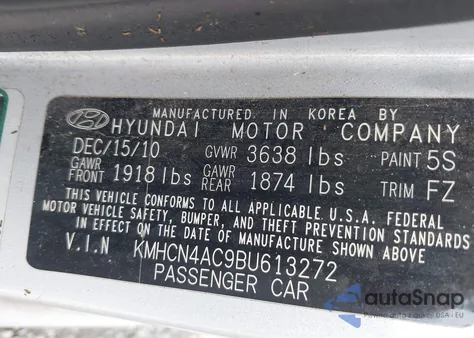 MANUFACTURED IN KOREA BY
HYUNDAI MOTOR COMPANY
DEC/15/10 GVWR 3638 lbs PAINT 5S
GAWR FRONT 1918 lbs GAWR REAR 1874 lbs TRIM FZ
THIS VEHICLE CONFORMS TO ALL APPLICABLE U.S.A. FEDERAL
MOTOR VEHICLE SAFETY, BUMPER, AND THEFT PREVENTION STANDARDS
IN EFFECT ON THE DATE OF MANUFACTURE SHOWN ABOVE.
V.I.N KMHCN4AC9BU613272
PASSENGER CAR
autoSnap